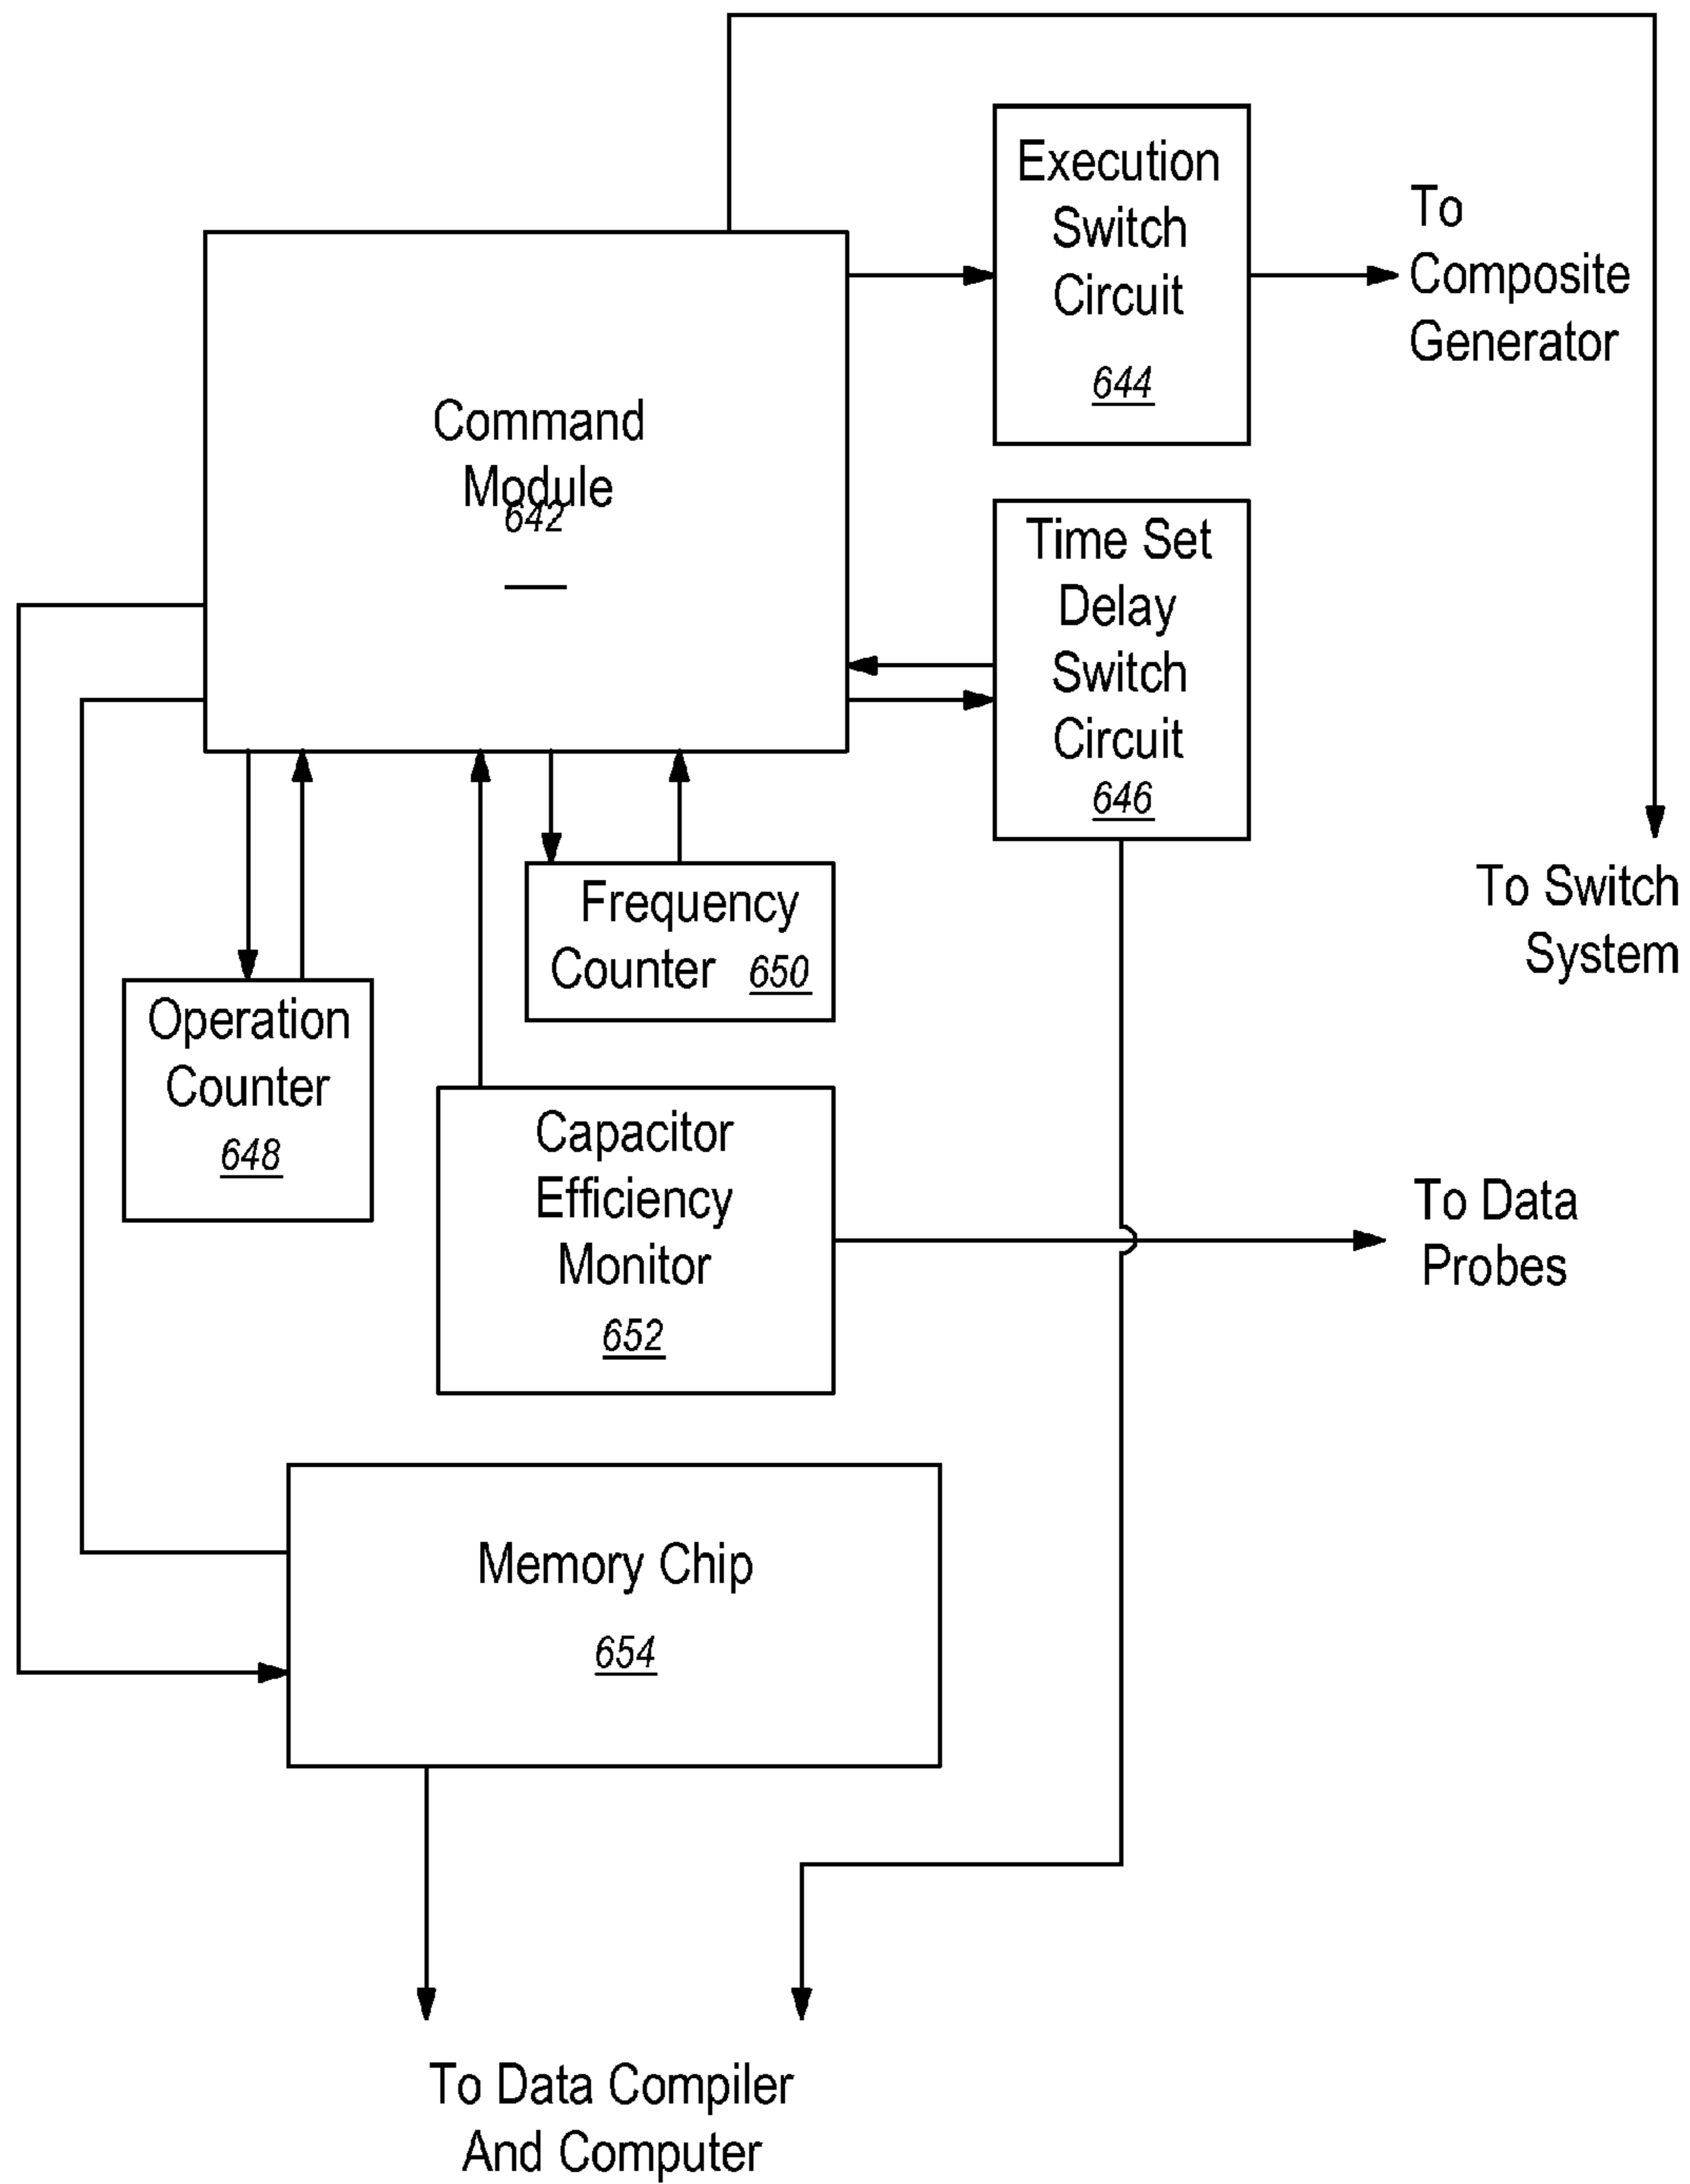 Execution
Switch
Circuit
644
To
Composite
Generator
Command
Module
642
Time Set
Delay
Switch
Circuit
646
To Switch
System
Frequency
Counter 650
Operation
Counter
648
Capacitor
Efficiency
Monitor
652
To Data
Probes
Memory Chip
654
To Data Compiler
And Computer